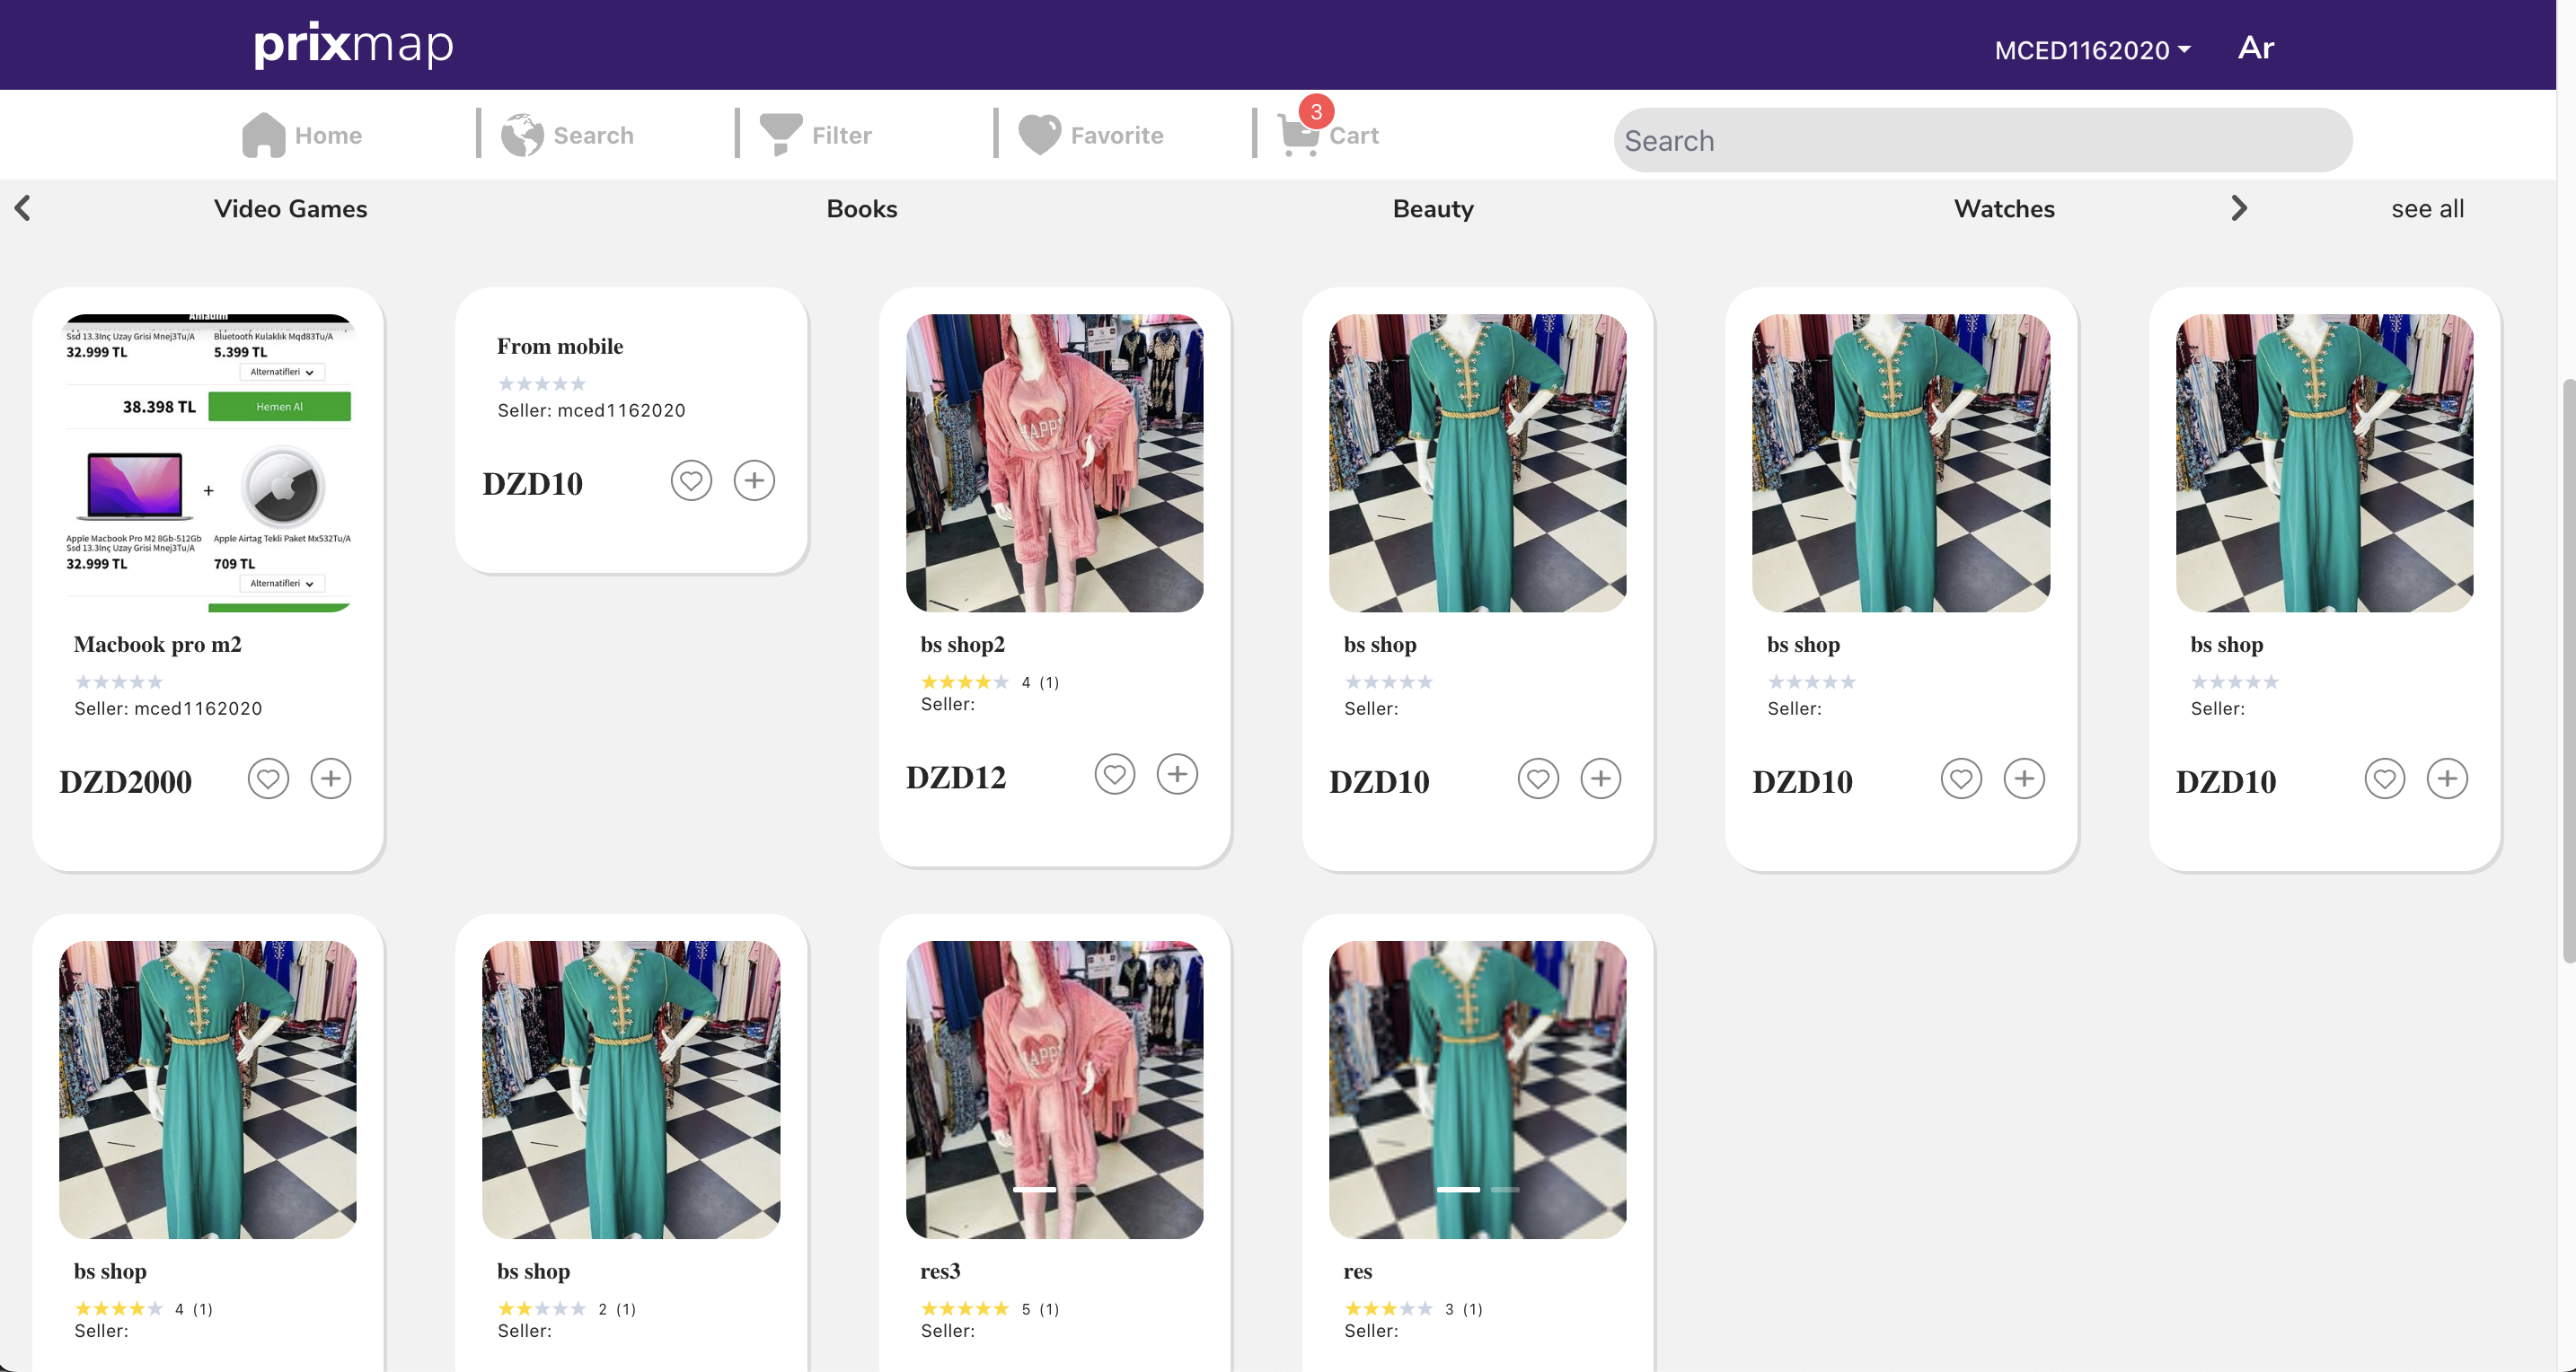 prixmap
MCED1162020
Ar
Home
Search
Filter
Favorite
3
Cart
Search
Video Games
Books
Beauty
Watches
see all
Ssd 13.3Inç Uzay Grisi Mnej3Tu/A
Bluetooth Kulaklık Mqd83Tu/A
32.999 TL
5.399 TL
Alternatifleri
38.398 TL
Hemen Al
+
Apple Macbook Pro M2 8Gb-512Gb
Ssd 13.3Inç Uzay Grisi Mnej3Tu/A
Apple Airtag Tekli Paket Mx532Tu/A
32.999 TL
709 TL
Alternatifleri
Macbook pro m2
Seller: mced1162020
DZD2000
From mobile
Seller: mced1162020
DZD10
HAPPY
bs shop2
4 (1)
Seller:
DZD12
bs shop
Seller:
DZD10
bs shop
Seller:
DZD10
bs shop
Seller:
DZD10
bs shop
4 (1)
Seller:
bs shop
2 (1)
Seller:
HAPPY
res3
5 (1)
Seller:
res
3 (1)
Seller: